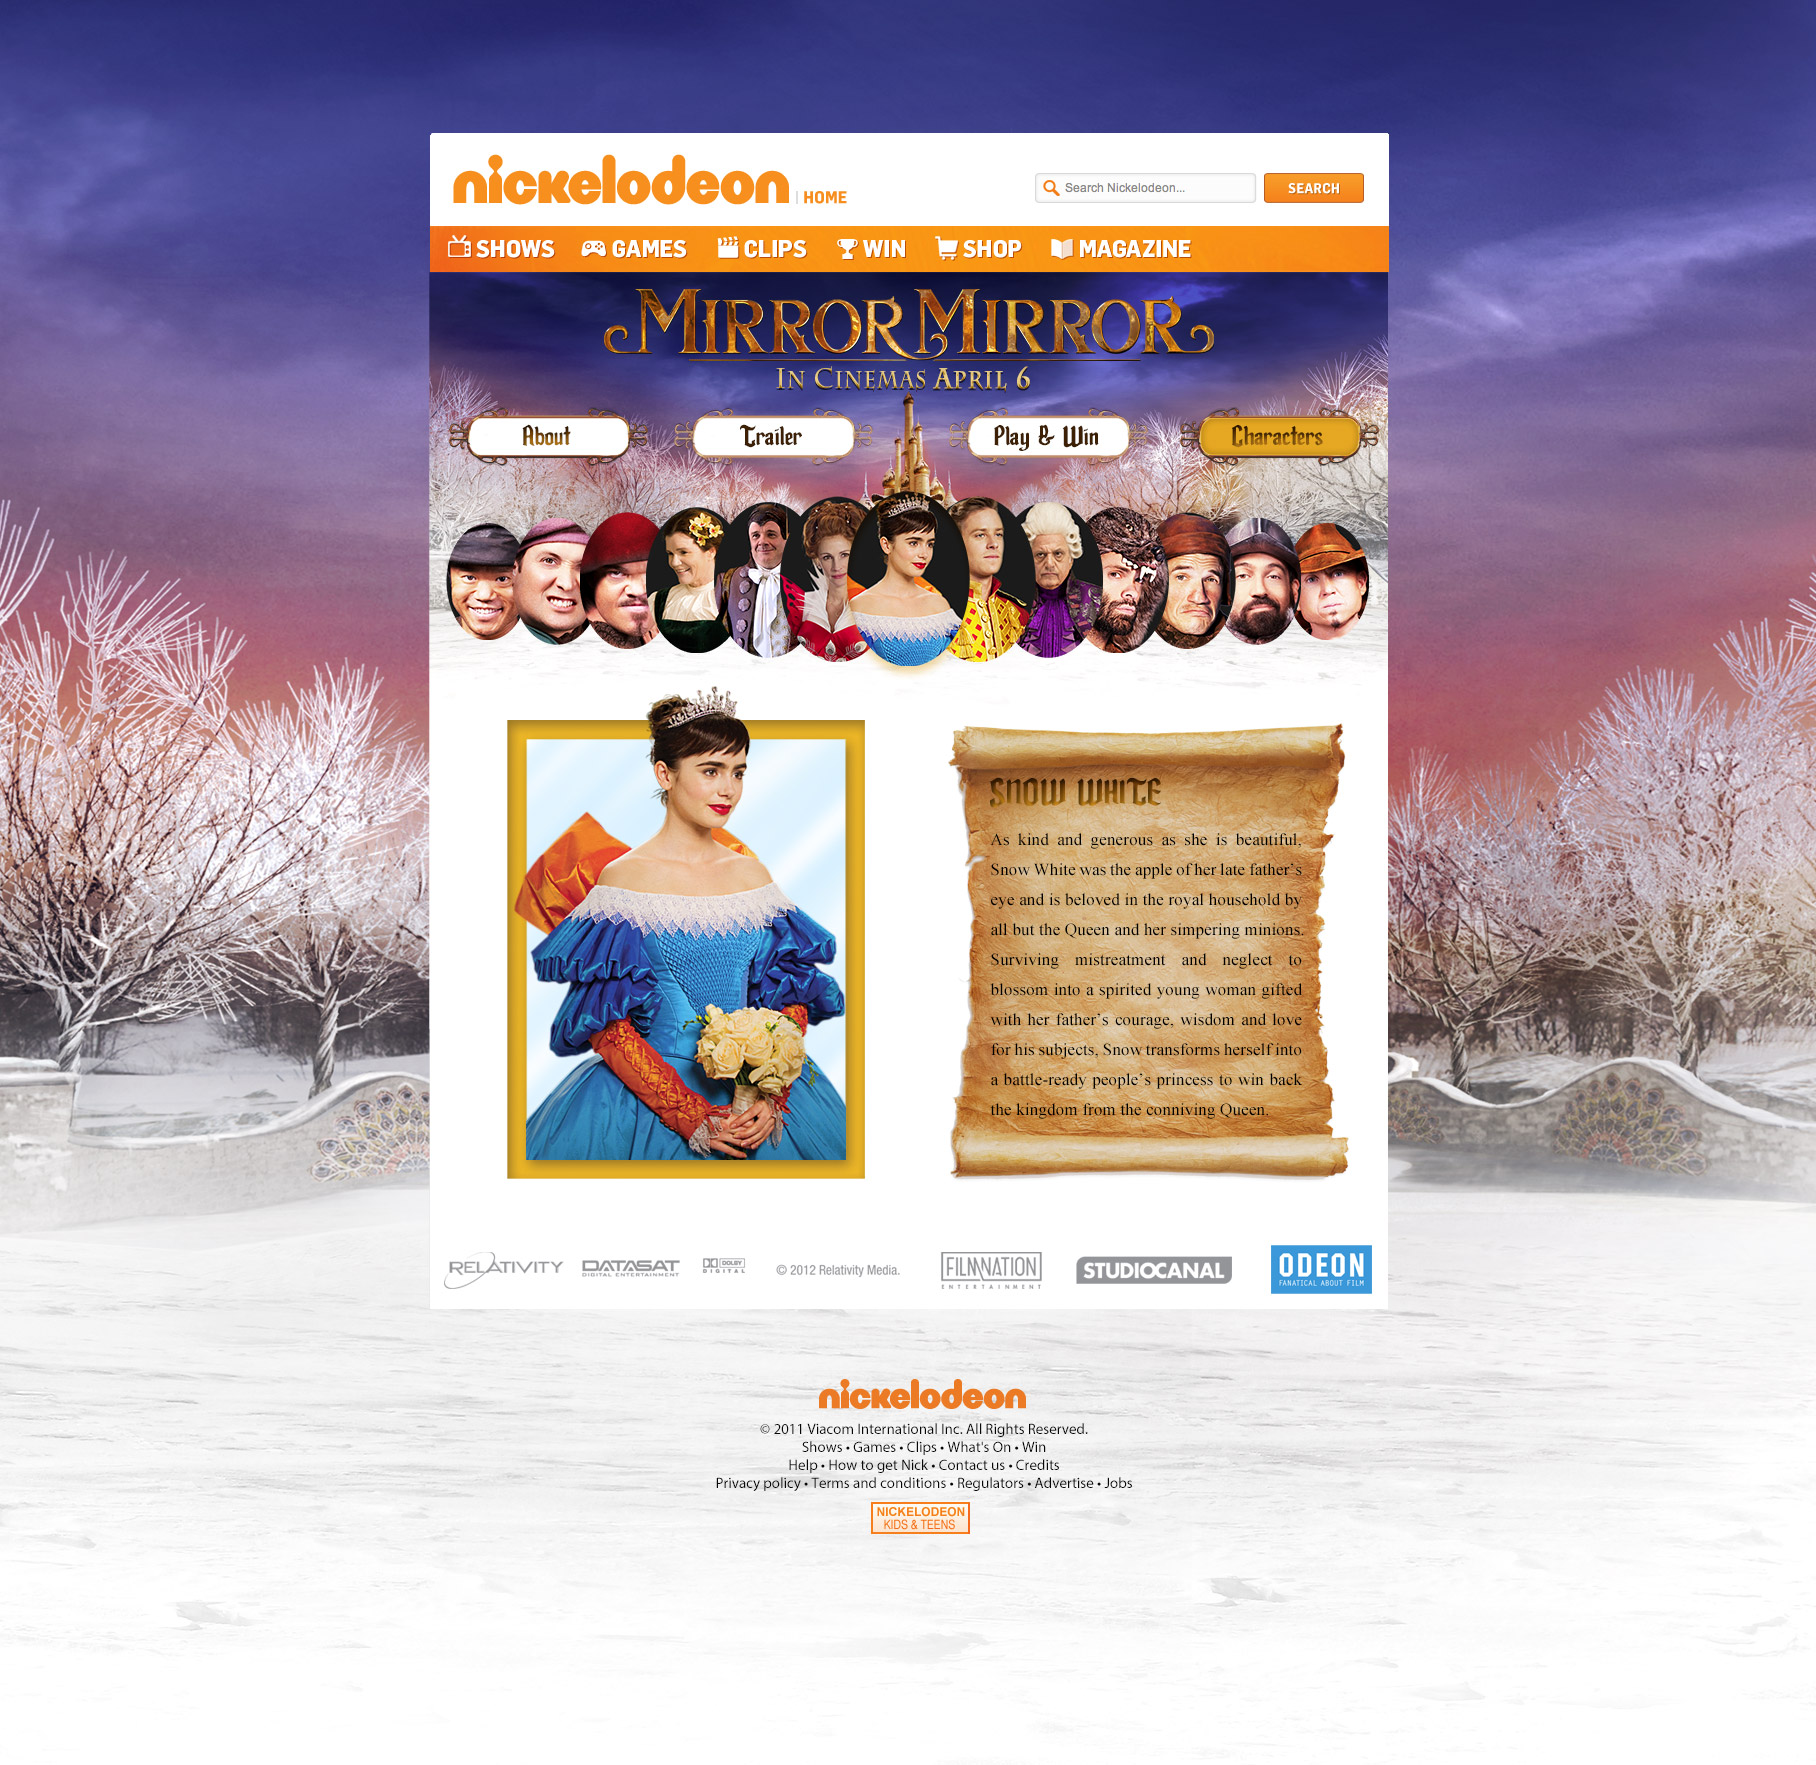 nickelodeon | HOME
Search Nickelodeon...
SEARCH
SHOWS GAMES CLIPS WIN SHOP MAGAZINE
MIRROR MIRROR
IN CINEMAS APRIL 6
About Trailer Play & Win Characters
SNOW WHITE
As kind and generous as she is beautiful,
Snow White was the apple of her late father's
eye and is beloved in the royal household by
all but the Queen and her simpering minions.
Surviving mistreatment and neglect to
blossom into a spirited young woman gifted
with her father's courage, wisdom and love
for his subjects, Snow transforms herself into
a battle-ready people's princess to win back
the kingdom from the conniving Queen.
RELATIVITY
DATASAT
DIGITAL ENTERTAINMENT
DOLBY
DIGITAL
© 2012 Relativity Media.
FILMNATION
ENTERTAINMENT
STUDIOCANAL
ODEON
FANATICAL ABOUT FILM
nickelodeon
© 2011 Viacom International Inc. All Rights Reserved.
Shows • Games • Clips • What's On • Win
Help • How to get Nick • Contact us • Credits
Privacy policy • Terms and conditions • Regulators • Advertise • Jobs
NICKELODEON
KIDS & TEENS